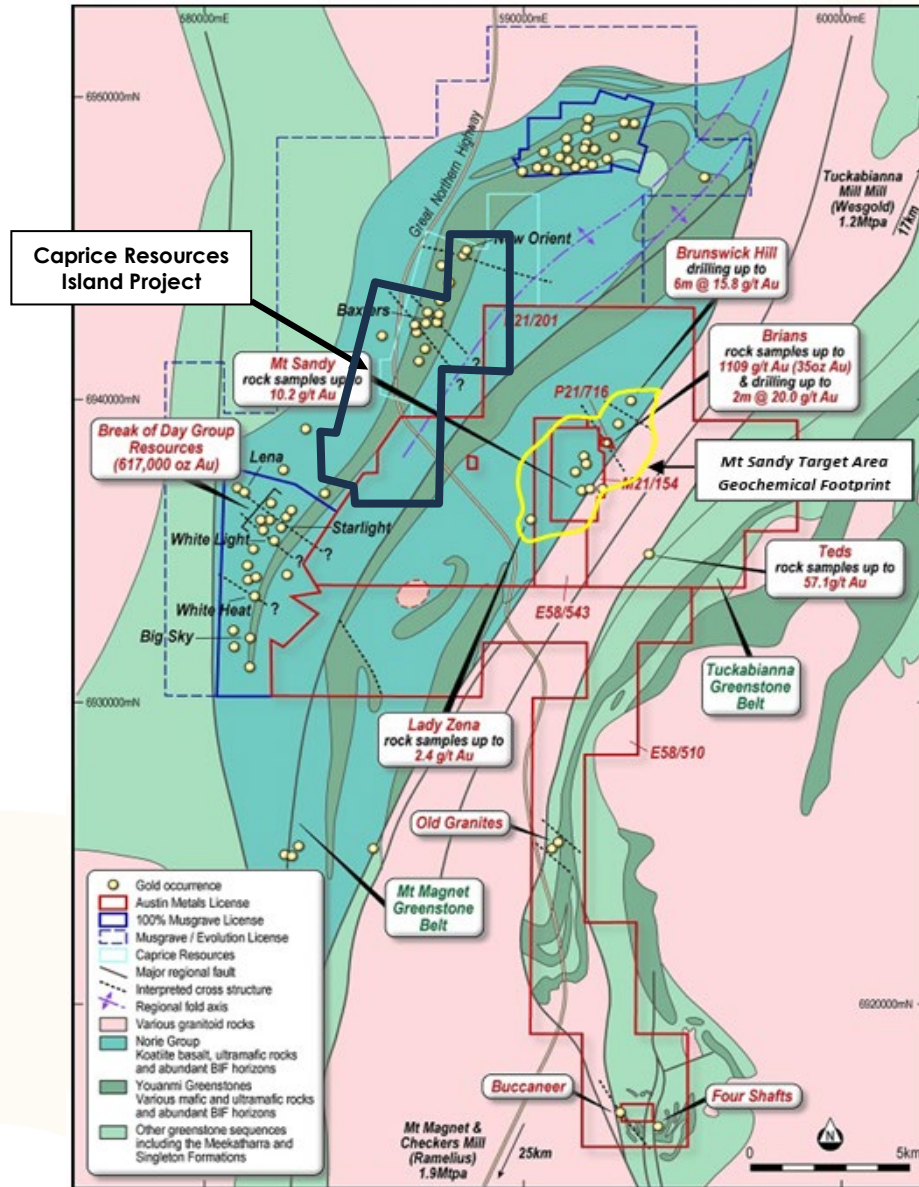 580000mE
590000mE
600000mE
6950000mN
Great Northern Highway
Tuckabianna
Mill Mill
(Wesgold)
1.2Mtpa
17km
Caprice Resources
Island Project
New Orient
Brunswick Hill
drilling up to
6m @ 15.8 g/t Au
Baxters
E21/201
Mt Sandy
rock samples up to
10.2 g/t Au
Brians
rock samples up to
1109 g/t Au (35oz Au)
& drilling up to
2m @ 20.0 g/t Au
?
?
P21/716
6940000mN
Break of Day Group
Resources
(617,000 oz Au)
Lena
Mt Sandy Target Area
Geochemical Footprint
M21/154
Starlight
White Light
?
?
Teds
rock samples up to
57.1g/t Au
White Heat
?
E58/543
Big Sky
Tuckabianna
Greenstone
Belt
6930000mN
Lady Zena
rock samples up to
2.4 g/t Au
E58/510
Old Granites
Mt Magnet
Greenstone
Belt
Gold occurrence
Austin Metals License
100% Musgrave License
Musgrave / Evolution License
Caprice Resources
Major regional fault
Interpreted cross structure
Regional fold axis
Various granitoid rocks
Norie Group
Koatiite basalt, ultramafic rocks
and abundant BIF horizons
Youanmi Greenstones
Various mafic and ultramafic rocks
and abundant BIF horizons
Other greenstone sequences
including the Meekatharra and
Singleton Formations
6920000mN
Buccaneer
Four Shafts
Mt Magnet &
Checkers Mill
(Ramelius)
1.9Mtpa
25km
N
0
5km